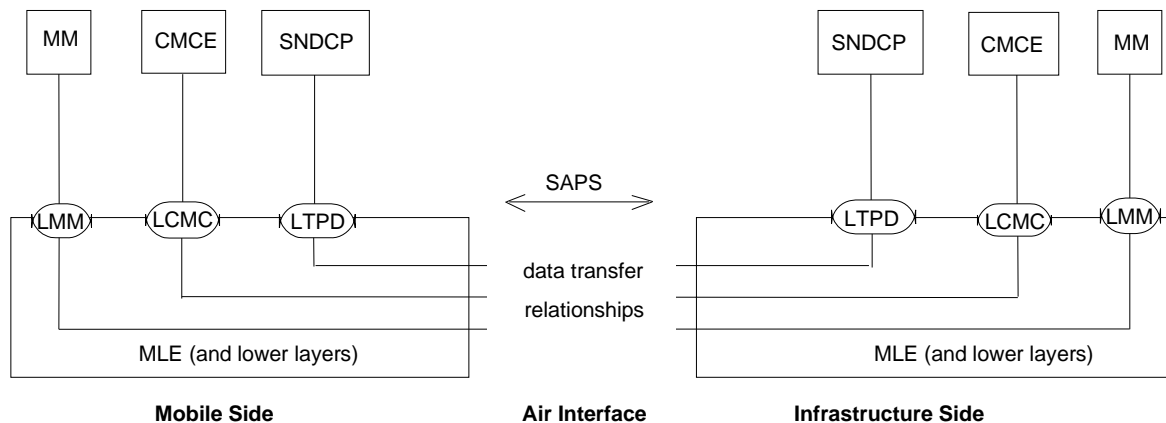 MM CMCE SNDCP SNDCP CMCE MM
SAPS
LMM LCMC LTPD LTPD LCMC LMM
data transfer
relationships
MLE (and lower layers) MLE (and lower layers)
Mobile Side Air Interface Infrastructure Side